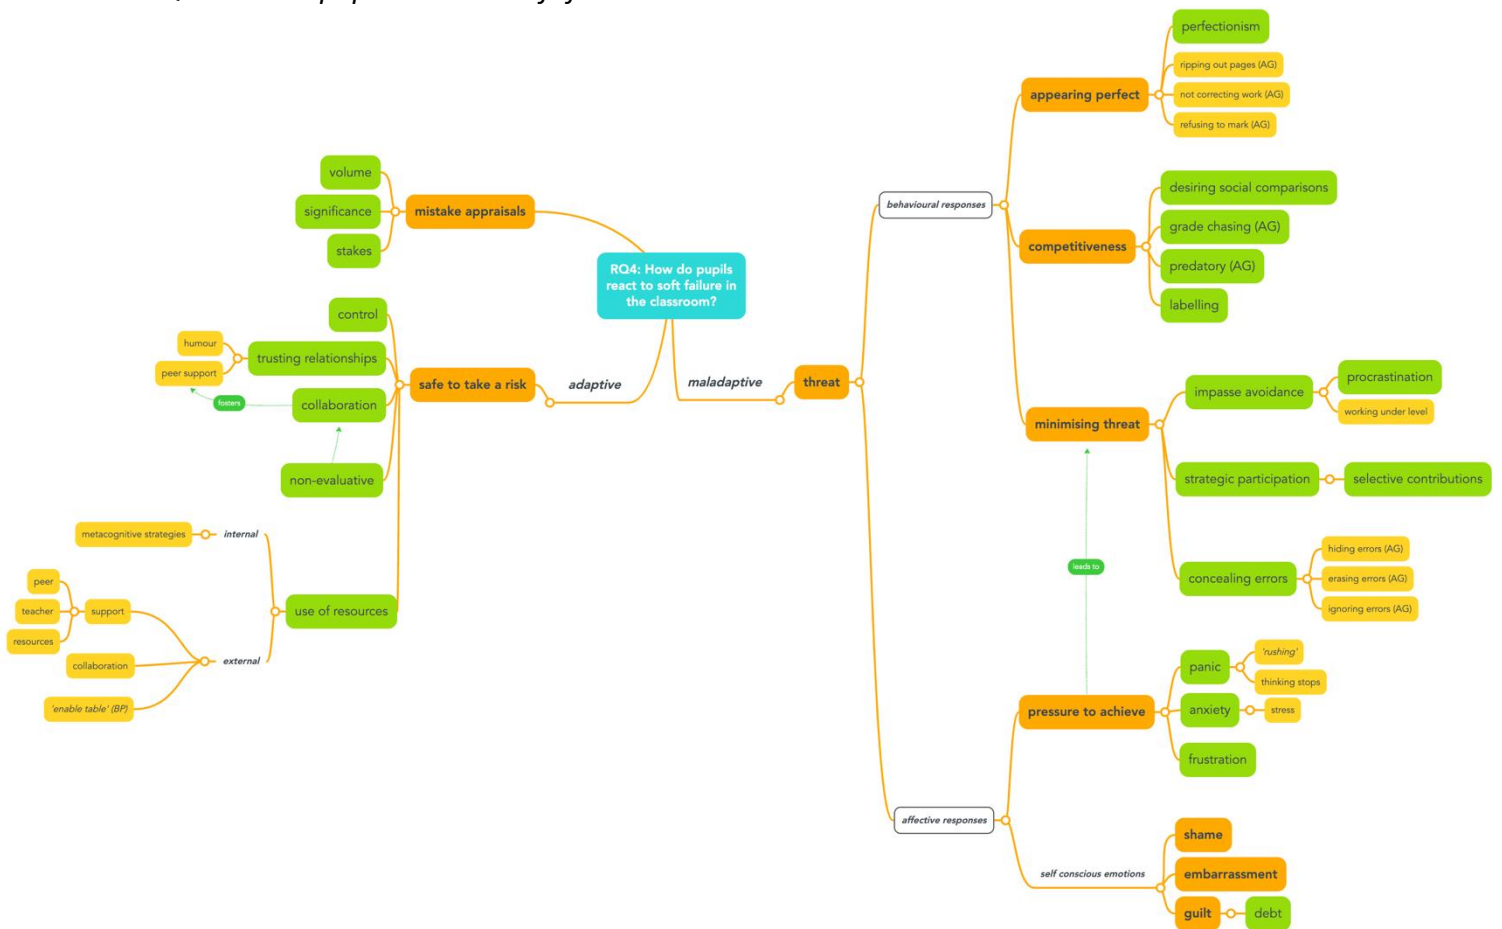 perfectionism
ripping out pages (AG)
appearing perfect
not correcting work (AG)
refusing to mark (AG)
volume
significance
mistake appraisals
stakes
behavioural responses
desiring social comparisons
grade chasing (AG)
competitiveness
predatory (AG)
labelling
RQ4: How do pupils
react to soft failure in
the classroom?
control
humour
trusting relationships
peer support
safe to take a risk
adaptive
maladaptive
threat
fosters
collaboration
non-evaluative
impasse avoidance
procrastination
working under level
minimising threat
strategic participation
selective contributions
metacognitive strategies
internal
peer
teacher
support
resources
use of resources
collaboration
external
'enable table' (BP)
leads to
concealing errors
hiding errors (AG)
erasing errors (AG)
ignoring errors (AG)
panic
'rushing'
thinking stops
pressure to achieve
anxiety
stress
frustration
affective responses
shame
self conscious emotions
embarrassment
guilt
debt